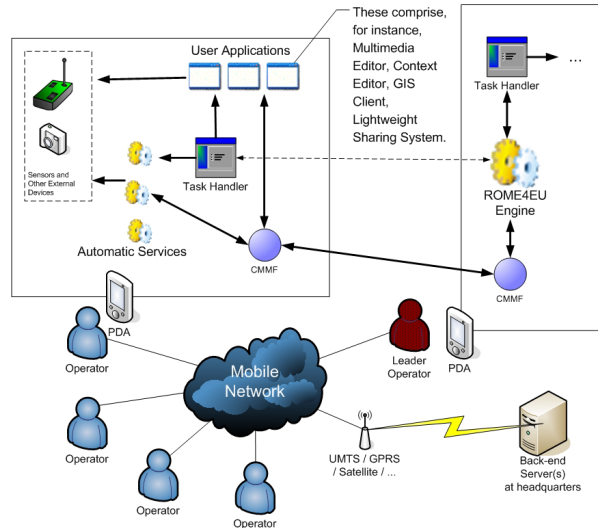 These comprise,
for instance,
Multimedia
Editor, Context
Editor, GIS
Client,
Lightweight
Sharing System.
User Applications
Task Handler
...
Sensors and
Other External
Devices
Task Handler
ROME4EU
Engine
Automatic Services
CMMF
CMMF
PDA
Operator
Mobile
Network
Leader
Operator
PDA
Operator
UMTS / GPRS
/ Satellite / ...
Back-end
Server(s)
at headquarters
Operator
Operator